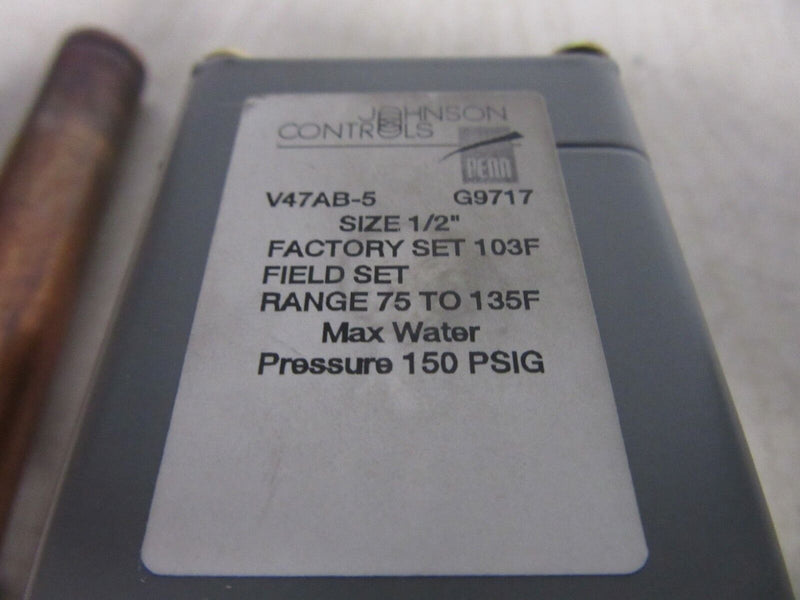 JOHNSON
CONTROLS
PENN
V47AB-5 G9717
SIZE 1/2"
FACTORY SET 103F
FIELD SET
RANGE 75 TO 135F
Max Water
Pressure 150 PSIG